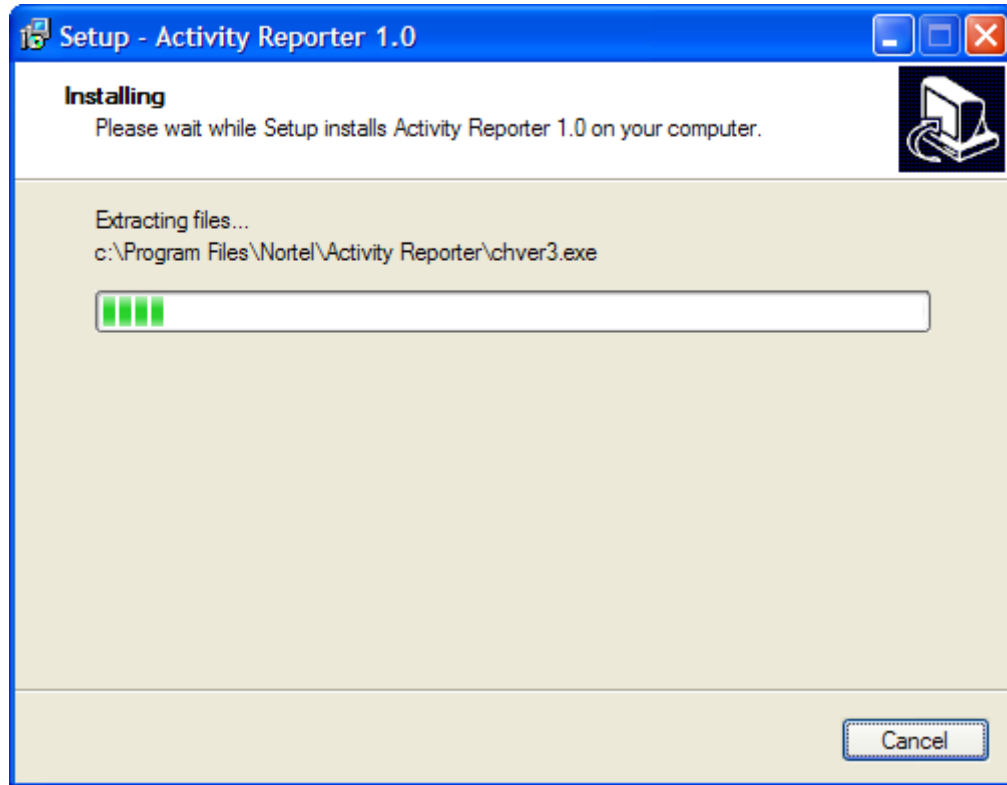 Setup - Activity Reporter 1.0
Installing
Please wait while Setup installs Activity Reporter 1.0 on your computer.
Extracting files...
c:\Program Files\Nortel\Activity Reporter\chver3.exe
Cancel